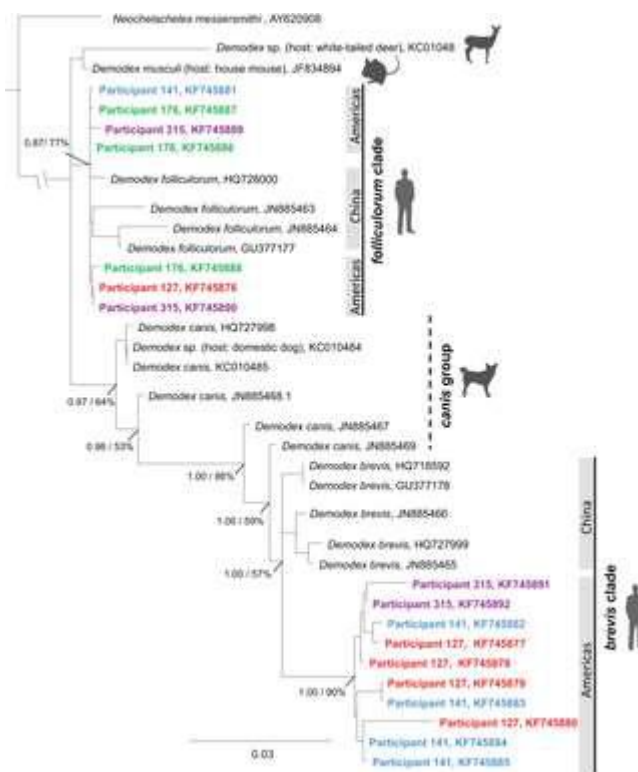 Neochelacheles messersmithi, AY620908
Demodex sp. (host: white-tailed deer), KC01048
Demodex musculi (host: house mouse), JF834894
Participant 141, KF745881
Participant 176, KF745887
Participant 315, KF745889
Participant 176, KF745886
0.87/ 77%
Americas
Demodex folliculorum, HQ728000
Demodex folliculorum, JN885463
Demodex folliculorum, JN885464
Demodex folliculorum, GU377177
China
folliculorum clade
Participant 176, KF745888
Participant 127, KF745876
Participant 315, KF745890
Americas
Demodex canis, HQ727998
Demodex sp. (host: domestic dog), KC010484
Demodex canis, KC010485
Demodex canis, JN885468.1
0.97 / 64%
canis group
Demodex canis, JN885467
0.98 / 53%
Demodex canis, JN885469
Demodex brevis, HQ718592
1.00 / 86%
Demodex brevis, GU377178
Demodex brevis, JN885466
1.00 / 59%
Demodex brevis, HQ727999
Demodex brevis, JN885465
China
1.00 / 57%
Participant 315, KF745891
Participant 315, KF745892
Participant 141, KF745882
Participant 127, KF745877
Participant 127, KF745878
Participant 127, KF745879
1.00 / 90%
Participant 141, KF745883
Participant 127, KF745880
Participant 141, KF745884
Participant 141, KF745885
Americas
brevis clade
0.03